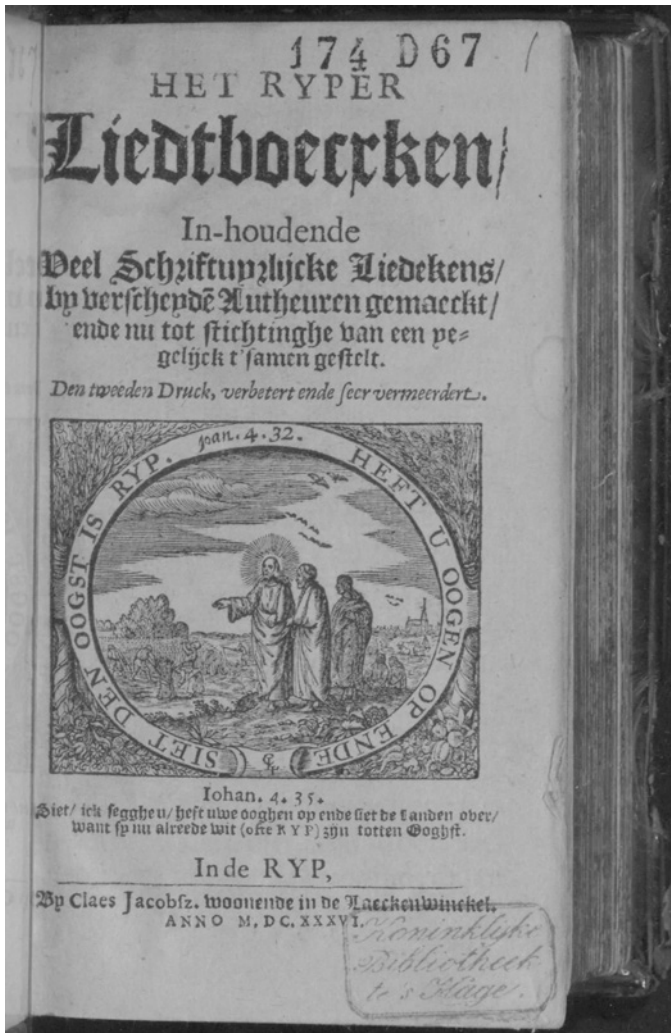 174 D67
HET RYPER
Liedtboecxken/
In-houdende
Veel Schriftuyrlijcke Liedekens/
by verscheydẽ Autheuren gemaeckt/
ende nu tot stichtinghe van een ye-
gelijck t'samen gestelt.
Den tweeden Druck, verbetert ende seer vermeerdert.
joan. 4. 32.
HEFT U OOGEN OP ENDE
SIET DEN OOGST IS RYP.
Iohan. 4. 35.
Siet/ ick segghe u/ heft uwe ooghen op ende siet de Landen over/
want sy nu alreede wit (ofte RYP) zijn totten Ooghst.
In de RYP,
By Claes Jacobsz. woonende in de Laeckenwinckel.
ANNO M. DC. XXXVI.
Koninklijke
Bibliotheek
te 's Hage.